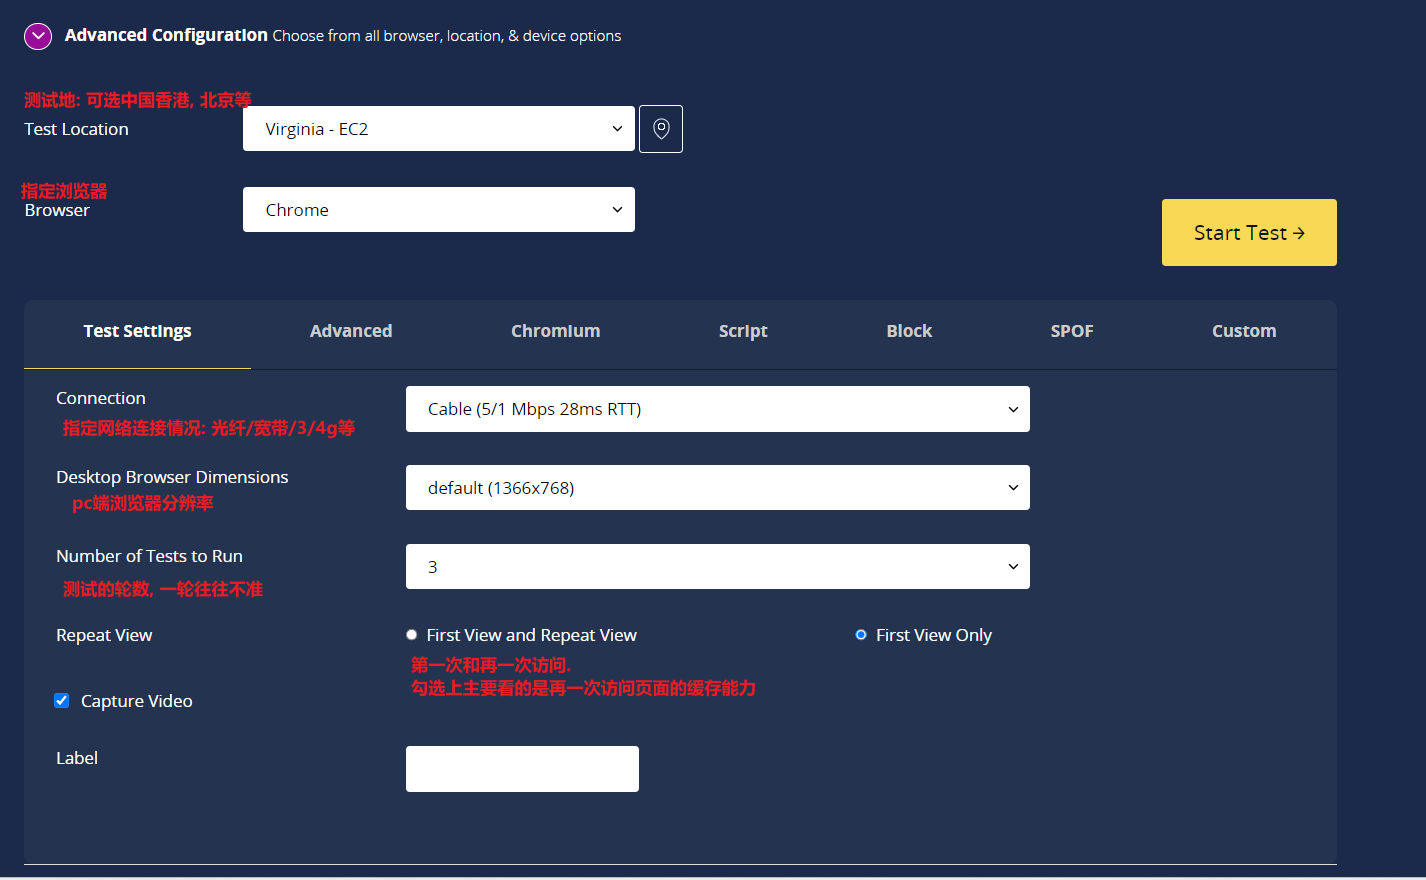 Advanced Configuration Choose from all browser, location, & device options
测试地: 可选中国香港, 北京等
Test Location
Virginia - EC2
指定浏览器
Browser
Chrome
Start Test →
Test Settings
Advanced
Chromium
Script
Block
SPOF
Custom
Connection
Cable (5/1 Mbps 28ms RTT)
指定网络连接情况: 光纤/宽带/3/4g等
Desktop Browser Dimensions
default (1366x768)
pc端浏览器分辨率
Number of Tests to Run
3
测试的轮数, 一轮往往不准
Repeat View
First View and Repeat View
First View Only
第一次和再一次访问.
勾选上主要看的是再一次访问页面的缓存能力
Capture Video
Label